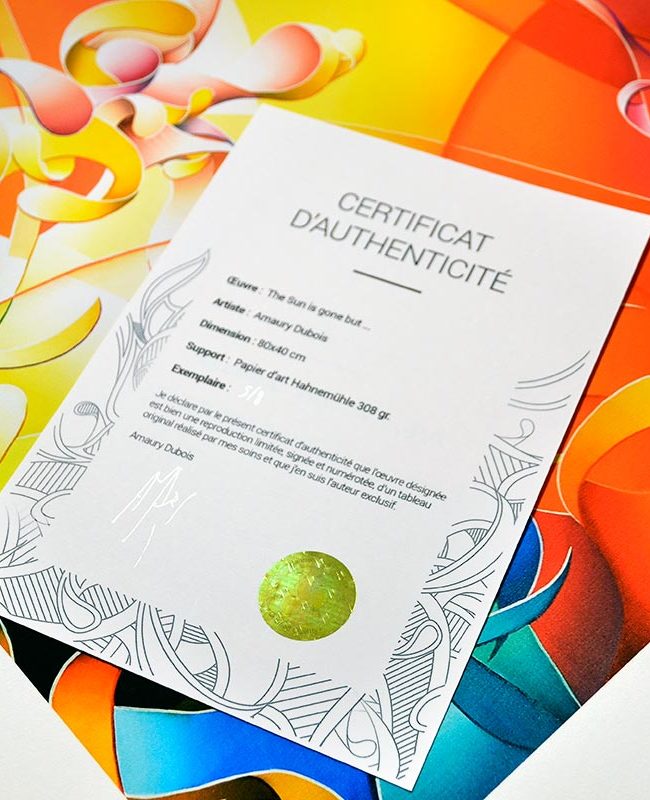 CERTIFICAT
D'AUTHENTICITÉ
Œuvre : The Sun is gone but ...
Artiste : Amaury Dubois
Dimension : 80x40 cm
Support : Papier d'art Hahnemühle 308 gr.
Exemplaire : 5/8
Je déclare par le présent certificat d'authenticité que l'œuvre désignée
est bien une reproduction limitée, signée et numérotée, d'un tableau
original réalisé par mes soins et que j'en suis l'auteur exclusif.
Amaury Dubois